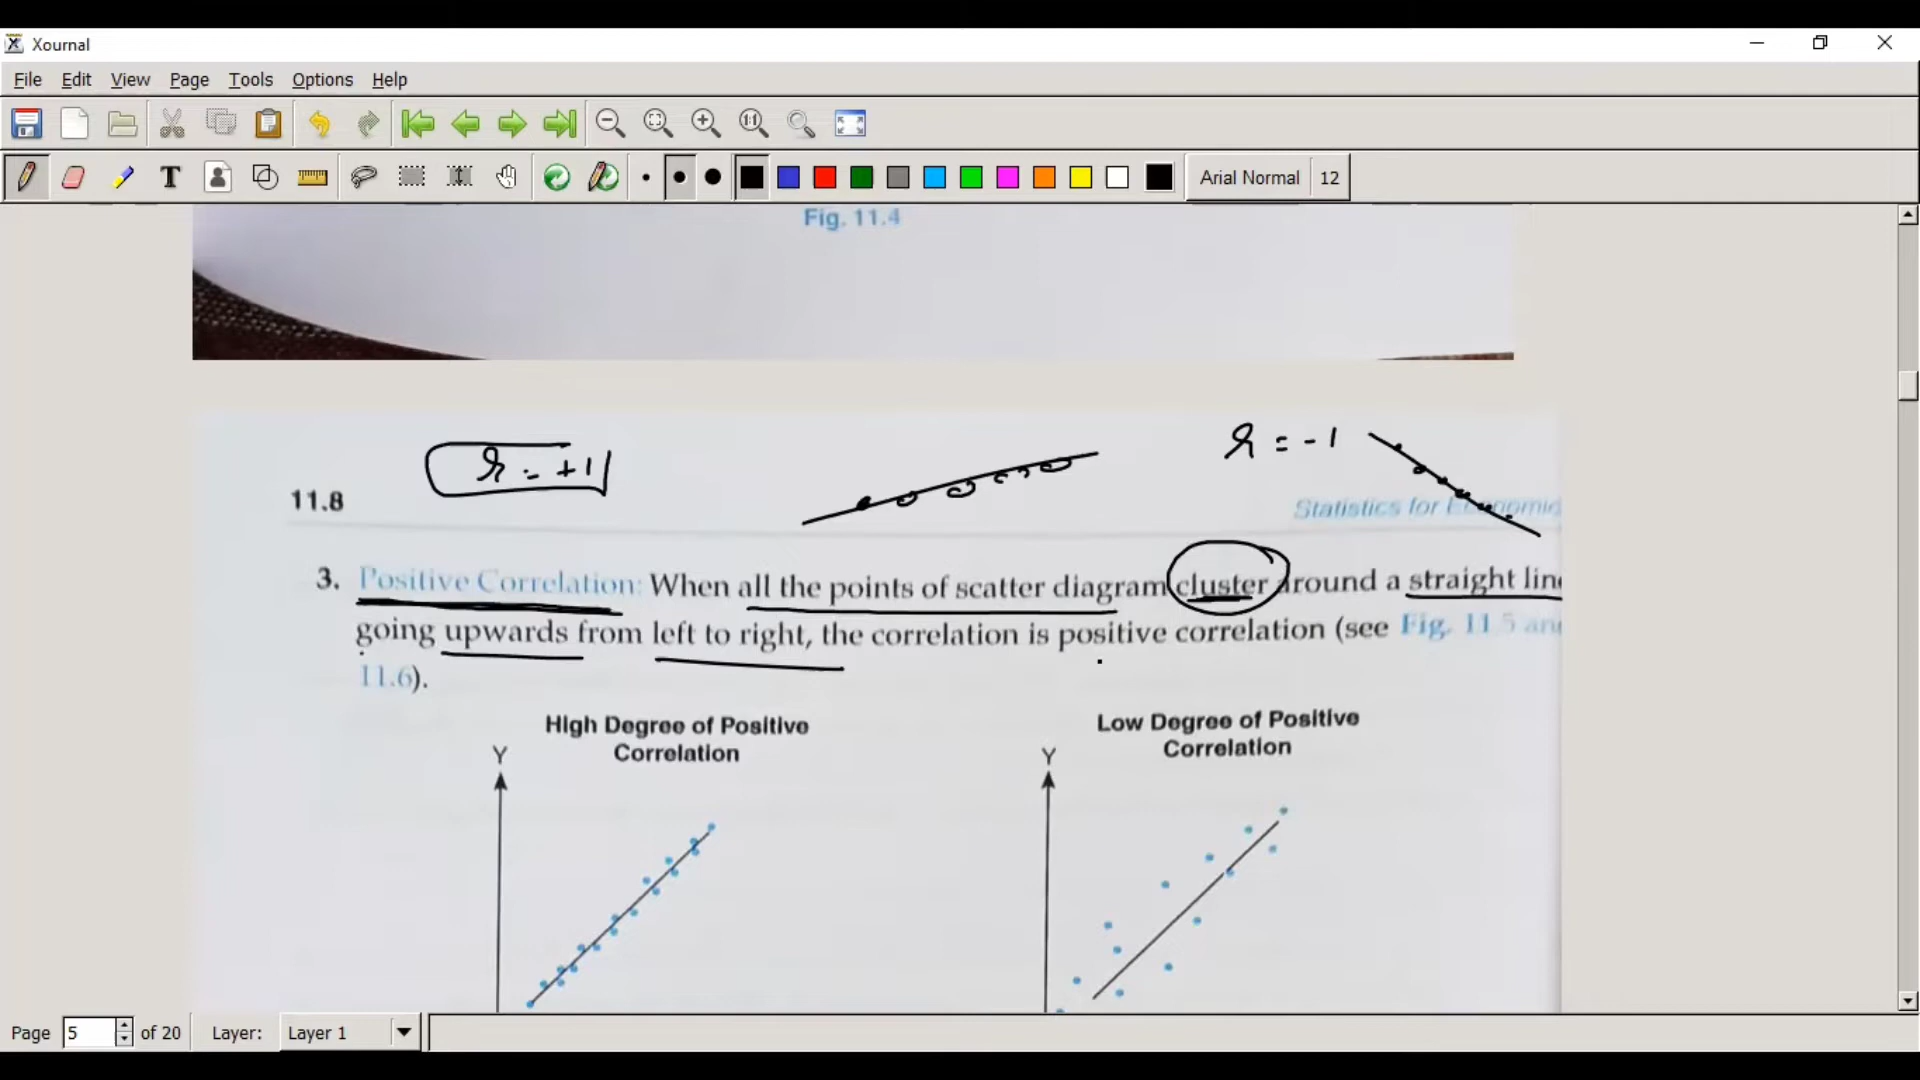 Xournal
File Edit View Page Tools Options Help
T Arial Normal 12
Fig. 11.4
r = +1
r = -1
11.8
Statistics for Economic
3. Positive Correlation: When all the points of scatter diagram cluster around a straight line
going upwards from left to right, the correlation is positive correlation (see Fig. 11.5 and
11.6).
High Degree of Positive
Correlation
Low Degree of Positive
Correlation
Y
Y
Page 5 of 20 Layer: Layer 1